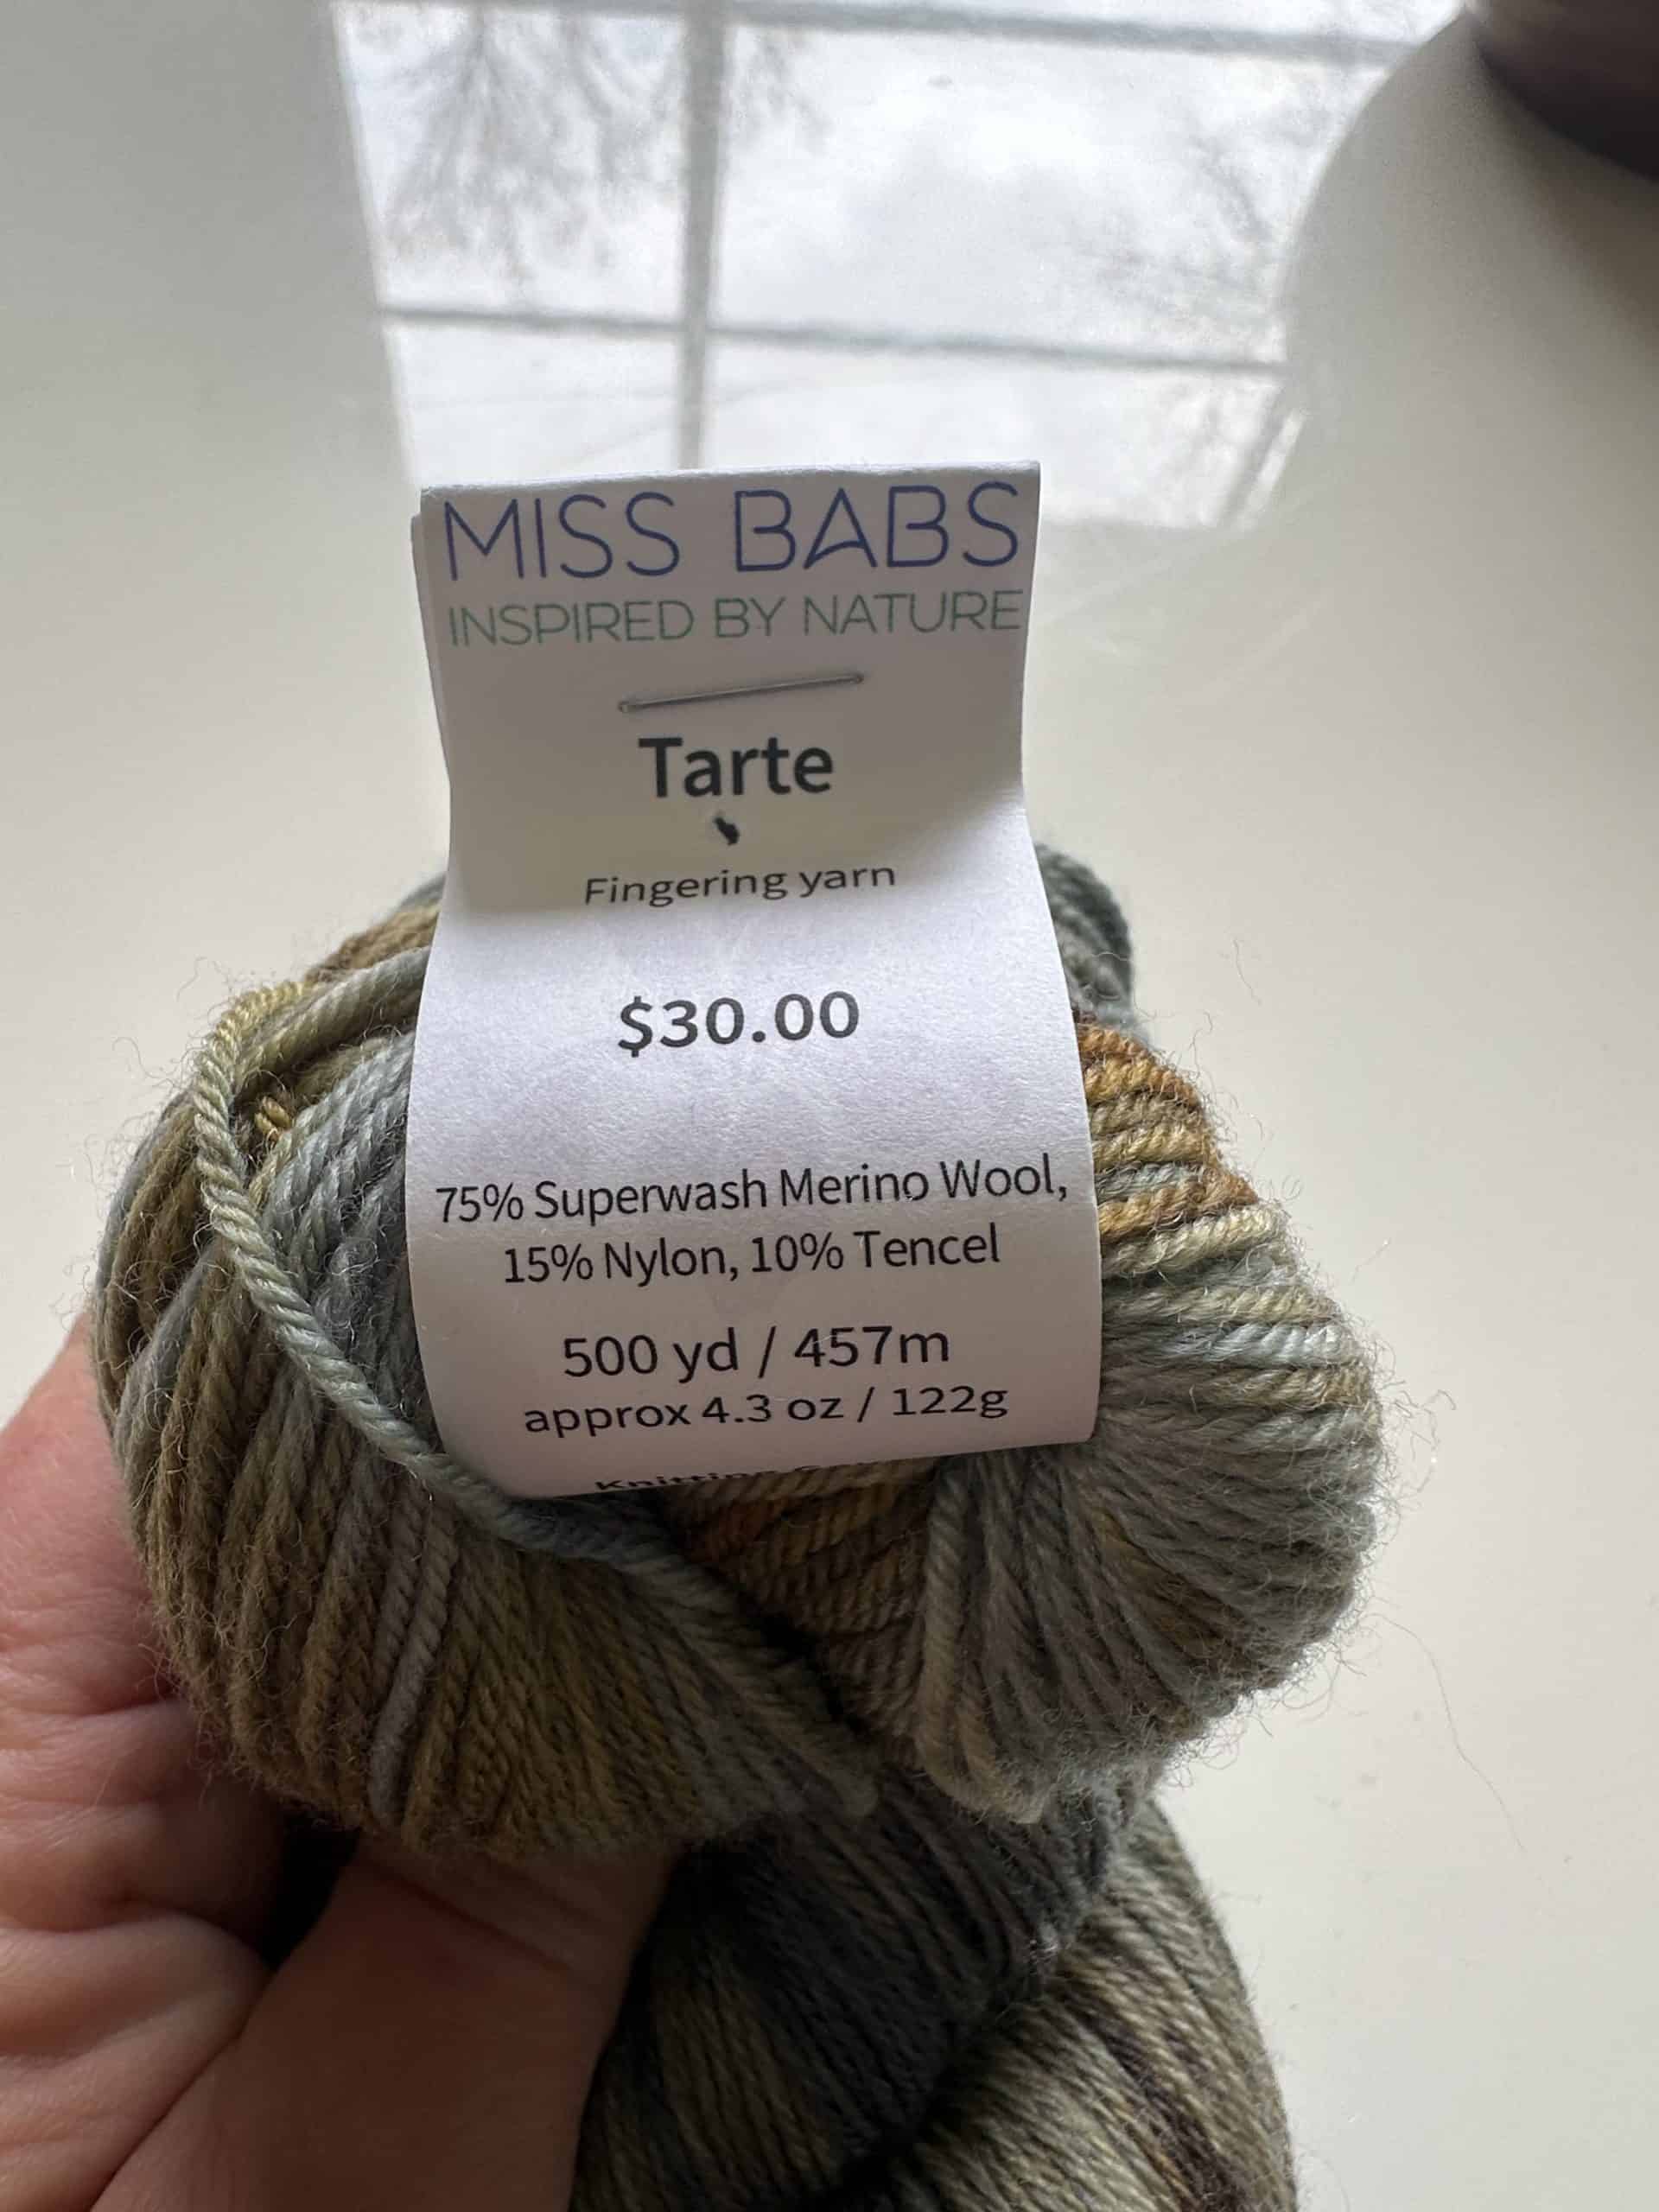 MISS BABS
INSPIRED BY NATURE
Tarte
Fingering yarn
$30.00
75% Superwash Merino Wool,
15% Nylon, 10% Tencel
500 yd / 457m
approx 4.3 oz / 122g